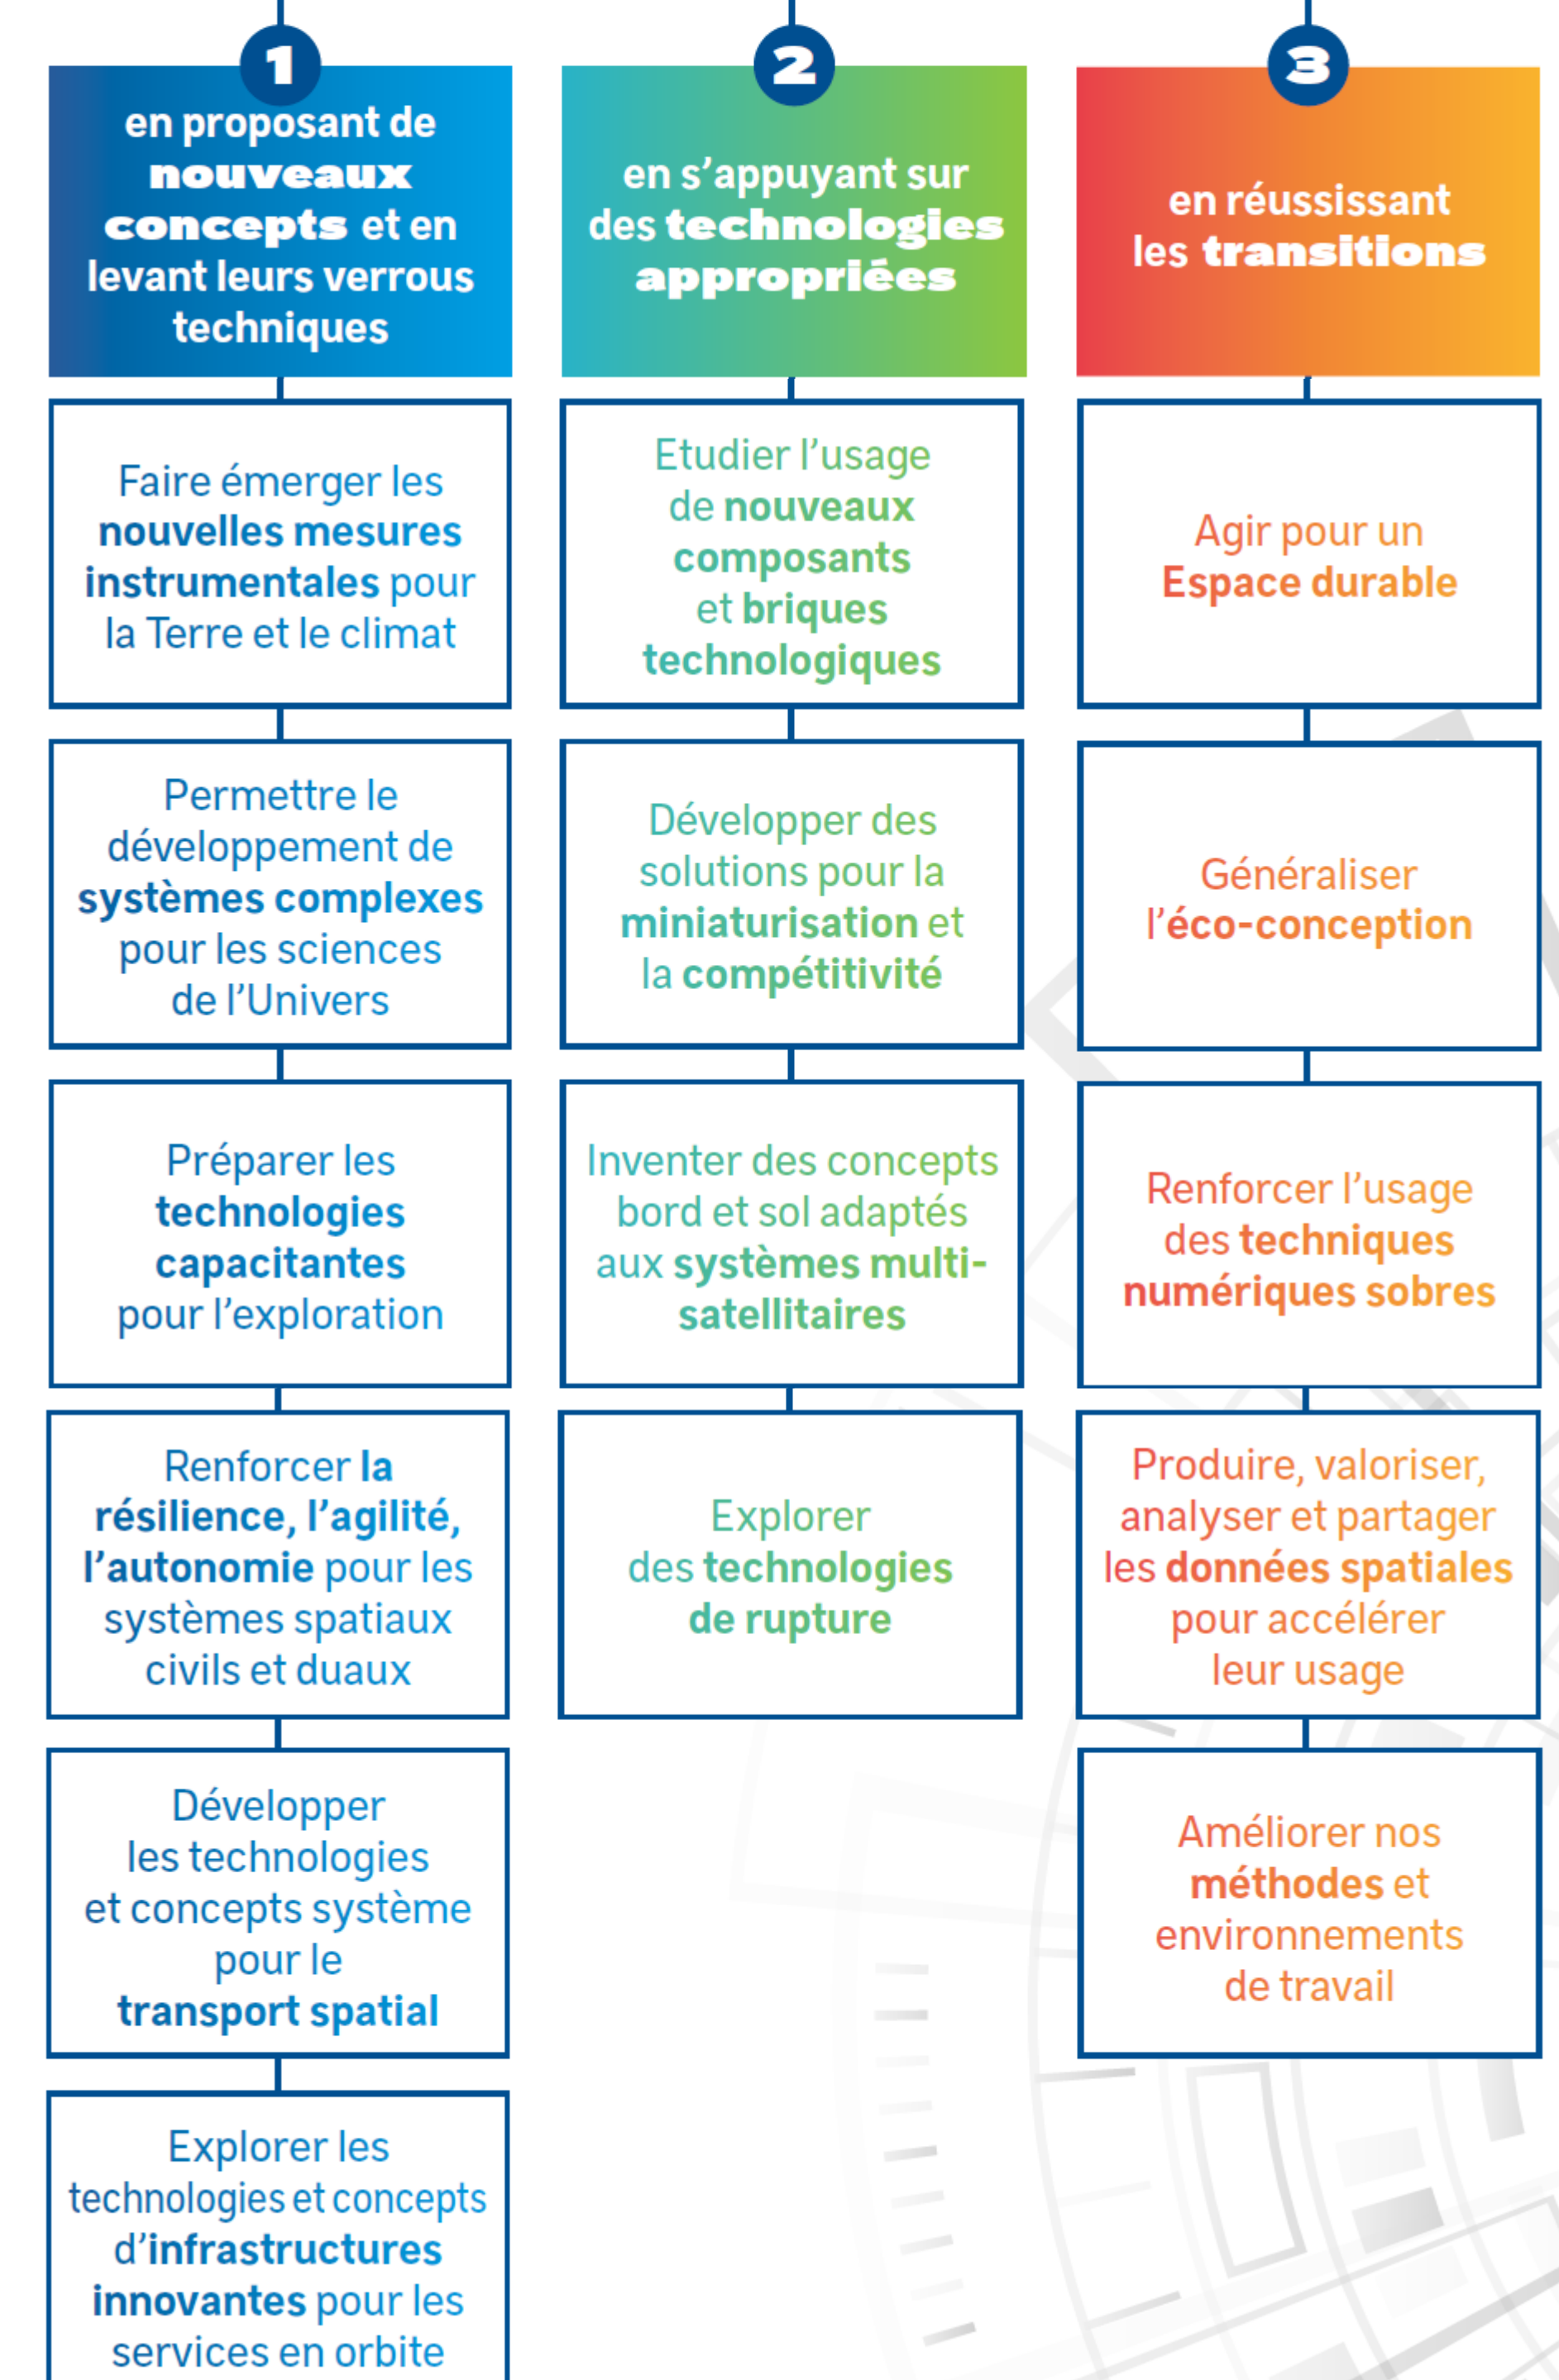 1
en proposant de
nouveaux
concepts et en
levant leurs verrous
techniques
Faire émerger les
nouvelles mesures
instrumentales pour
la Terre et le climat
Permettre le
développement de
systèmes complexes
pour les sciences
de l'Univers
Préparer les
technologies
capacitantes
pour l'exploration
Renforcer la
résilience, l'agilité,
l'autonomie pour les
systèmes spatiaux
civils et duaux
Développer
les technologies
et concepts système
pour le
transport spatial
Explorer les
technologies et concepts
d'infrastructures
innovantes pour les
services en orbite
2
en s'appuyant sur
des technologies
appropriées
Etudier l'usage
de nouveaux
composants
et briques
technologiques
Développer des
solutions pour la
miniaturisation et
la compétitivité
Inventer des concepts
bord et sol adaptés
aux systèmes multi-
satellitaires
Explorer
des technologies
de rupture
3
en réussissant
les transitions
Agir pour un
Espace durable
Généraliser
l'éco-conception
Renforcer l'usage
des techniques
numériques sobres
Produire, valoriser,
analyser et partager
les données spatiales
pour accélérer
leur usage
Améliorer nos
méthodes et
environnements
de travail